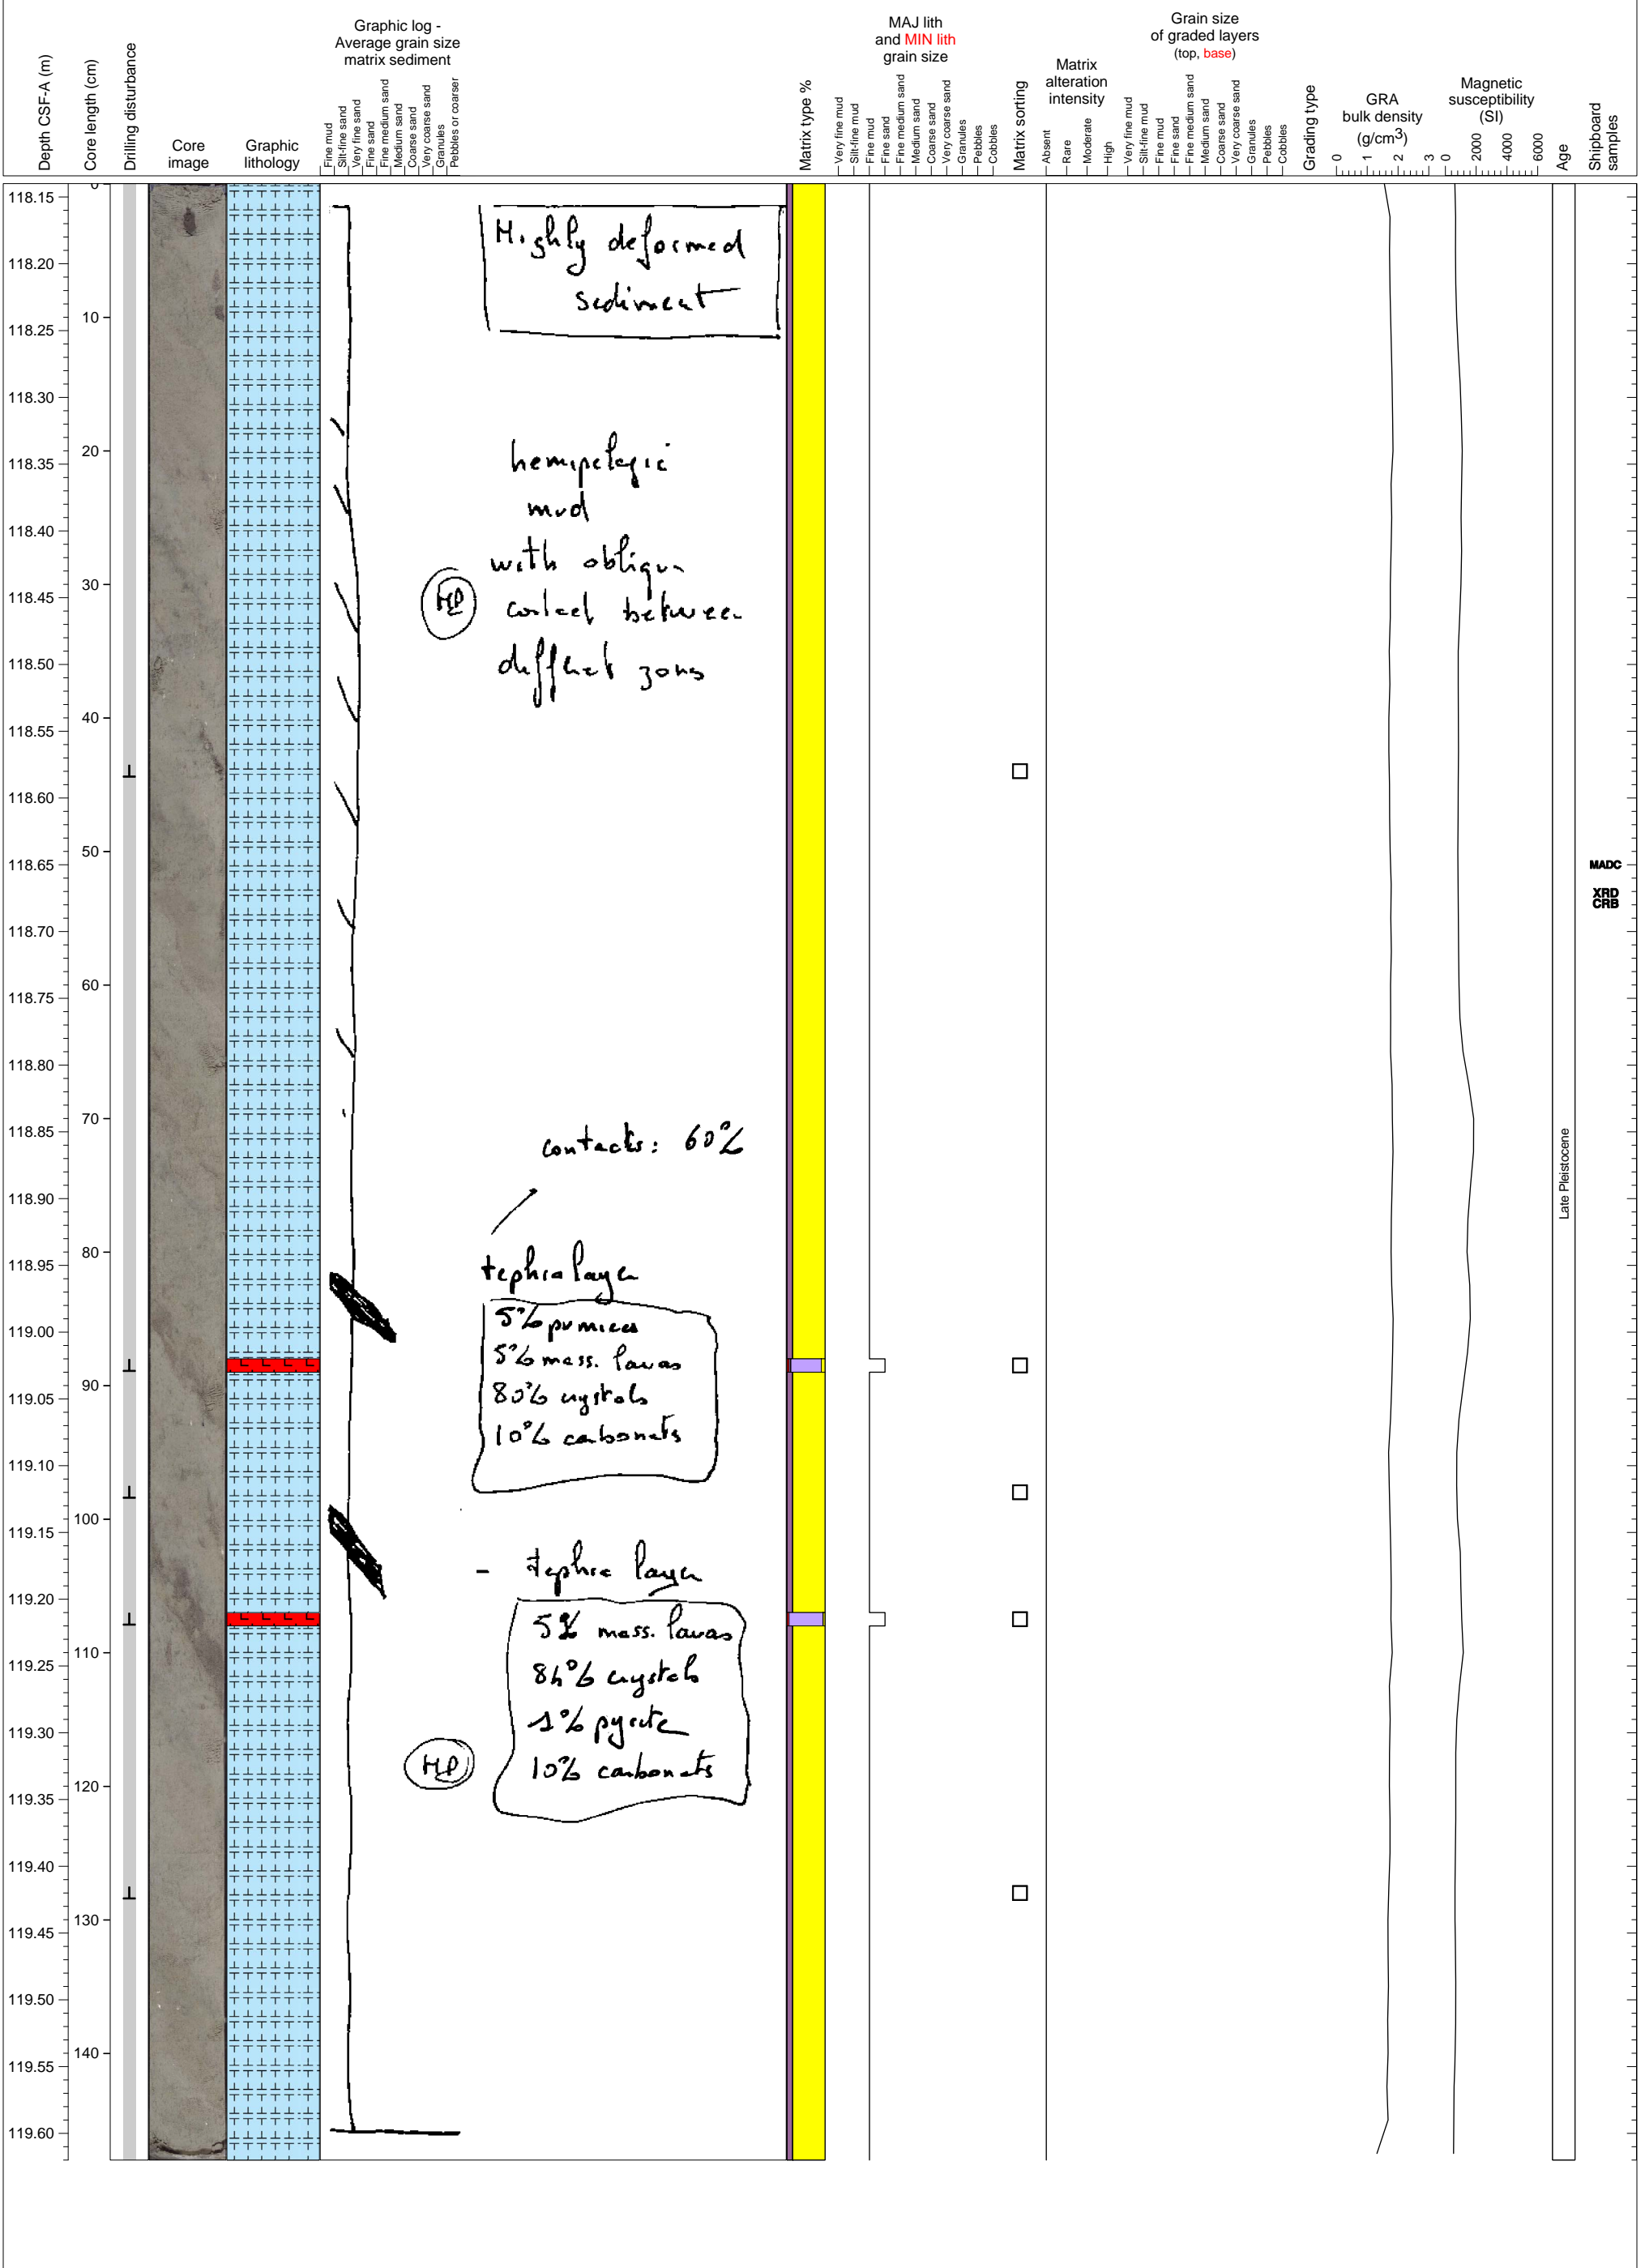 Depth CSF-A (m)
Core length (cm)
Drilling disturbance
Core
image
Graphic
lithology
Graphic log -
Average grain size
matrix sediment
Fine mud
Silt-fine sand
Very fine sand
Fine sand
Fine medium sand
Medium sand
Coarse sand
Very coarse sand
Granules
Pebbles or coarser
Matrix type %
MAJ lith
and MIN lith
grain size
Very fine mud
Silt-fine mud
Fine mud
Fine sand
Fine medium sand
Medium sand
Coarse sand
Very coarse sand
Granules
Pebbles
Cobbles
Matrix sorting
Matrix
alteration
intensity
Absent
Rare
Moderate
High
Grain size
of graded layers
(top, base)
Very fine mud
Silt-fine mud
Fine mud
Fine sand
Fine medium sand
Medium sand
Coarse sand
Very coarse sand
Granules
Pebbles
Cobbles
Grading type
GRA
bulk density
(g/cm3)
0 1 2 3
Magnetic
susceptibility
(SI)
0 2000 4000 6000
Age
Shipboard
samples
118.15
118.20
118.25
118.30
118.35
118.40
118.45
118.50
118.55
118.60
118.65
118.70
118.75
118.80
118.85
118.90
118.95
119.00
119.05
119.10
119.15
119.20
119.25
119.30
119.35
119.40
119.45
119.50
119.55
119.60
0
10
20
30
40
50
60
70
80
90
100
110
120
130
140
Highly deformed
sediment
hemipelagic
mud
with obliqu
HP
contact between
different zons
contacts: 60%
tephra layer
5% pumices
5% mass. lavas
80% crystals
10% carbonats
- tephra layer
5% mass. lavas
84% crystals
1% pyrite
10% carbonats
HP
Late Pleistocene
MADC
XRD
CRB